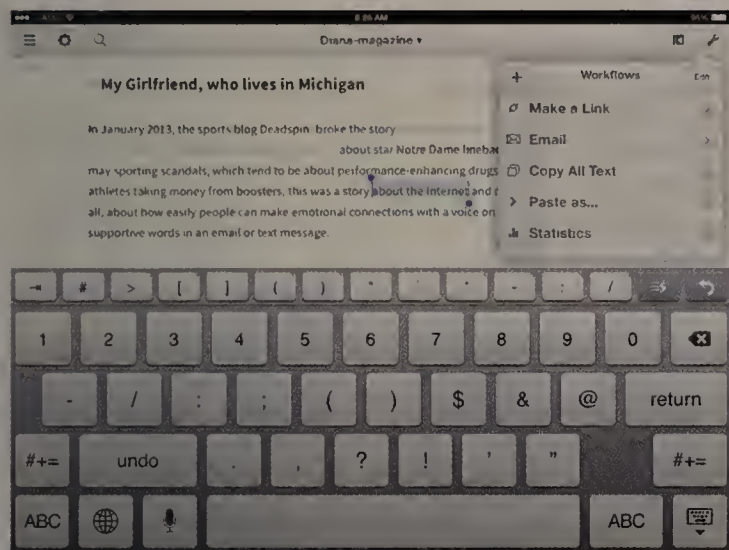 8:05 AM
Diana-magazine ▾
My Girlfriend, who lives in Michigan
In January 2013, the sports blog Deadspin broke the story
about star Notre Dame lineba
may sporting scandals, which tend to be about performance-enhancing drugs
athletes taking money from boosters, this was a story about the Internet and
all, about how easily people can make emotional connections with a voice on
supportive words in an email or text message.
+ Workflows Edit
Make a Link
Email
Copy All Text
> Paste as...
Statistics
# > [ ] ( ) - : /
1 2 3 4 5 6 7 8 9 0
- / : ; ( ) $ & @ return
#+= undo . , ? ! ' " #+=
ABC ABC